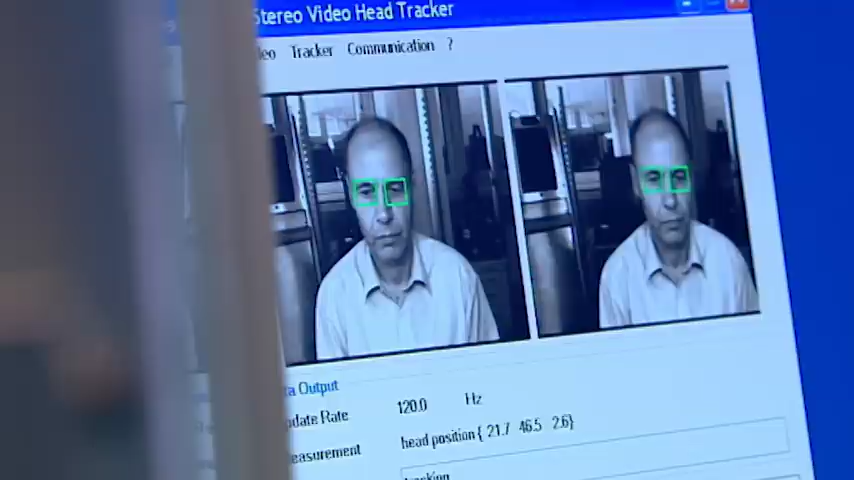 Stereo Video Head Tracker
Tracker Communication ?
Output
Rate 120.0 Hz
head position { 21.7 46.5 2.6}